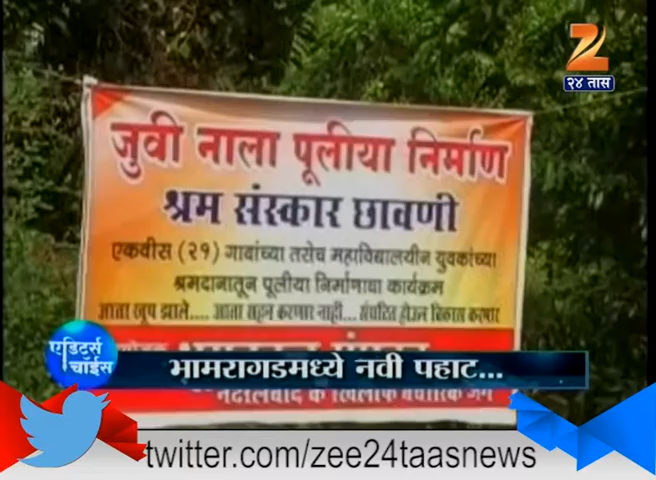 २४ तास
जुवी नाला पूलीया निर्माण
श्रम संस्कार छावणी
एकवीस (२१) गावांच्या तसेच महाविद्यालयीन युवकांच्या
श्रमदानातून पूलीया निर्माणाचा कार्यक्रम
आता खूप झाले.... आता सहन करणार नाही... संघटित होऊन विकास करणार
एडिटर्स
चॉईस
भामरागडमध्ये नवी पहाट...
के खिलाफ
twitter.com/zee24taasnews